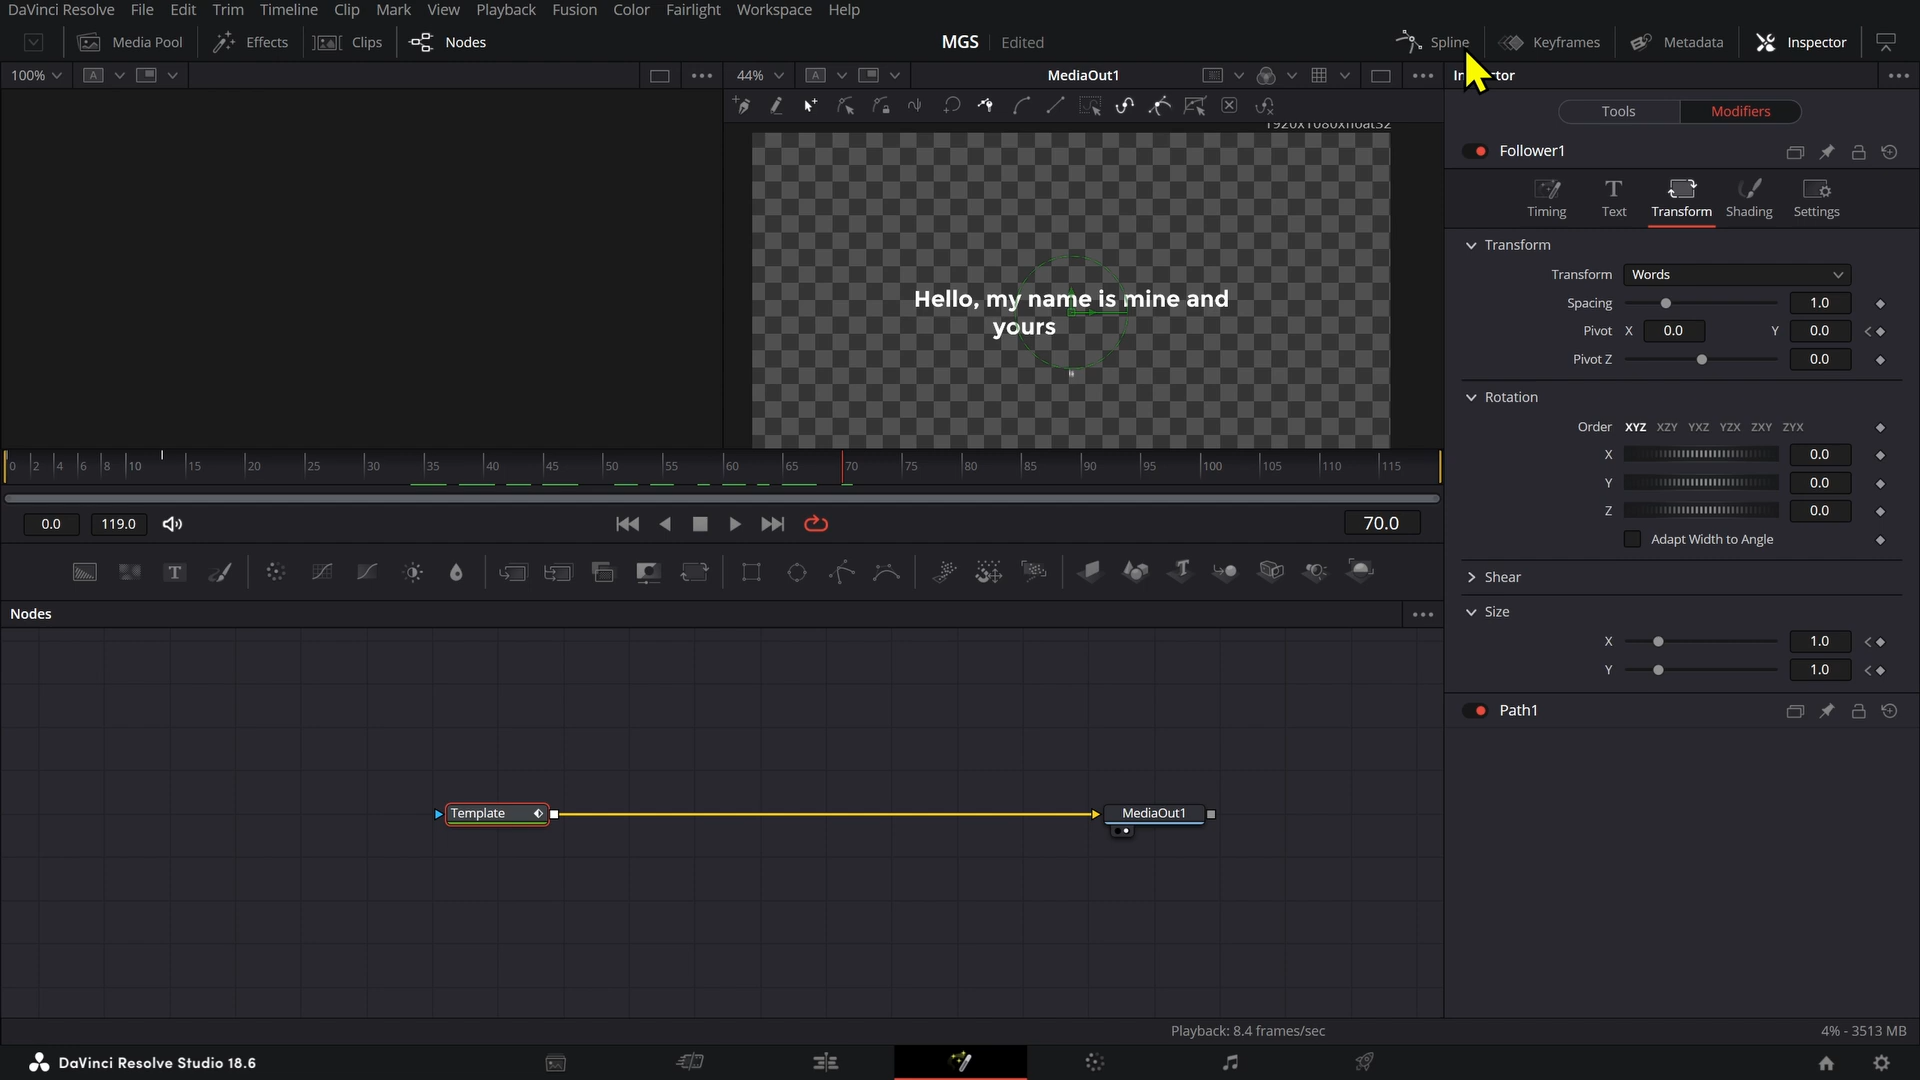 DaVinci Resolve File Edit Trim Timeline Clip Mark View Playback Fusion Color Fairlight Workspace Help
Media Pool Effects Clips Nodes MGS Edited Spline Keyframes Metadata Inspector
100% A 44% A MediaOut1
Tools Modifiers
1920x1080xfloat32
Follower1
Timing Text Transform Shading Settings
Transform
Transform Words
Spacing 1.0
Pivot X 0.0 Y 0.0
Pivot Z 0.0
Hello, my name is mine and
yours
Rotation
Order XYZ XZY YXZ YZX ZXY ZYX
X 0.0
Y 0.0
Z 0.0
Adapt Width to Angle
Shear
Size
X 1.0
Y 1.0
Path1
0 2 4 6 8 10 15 20 25 30 35 40 45 50 55 60 65 70 75 80 85 90 95 100 105 110 115
0.0 119.0 70.0
T
Nodes
Template MediaOut1
Playback: 8.4 frames/sec 4% - 3513 MB
DaVinci Resolve Studio 18.6